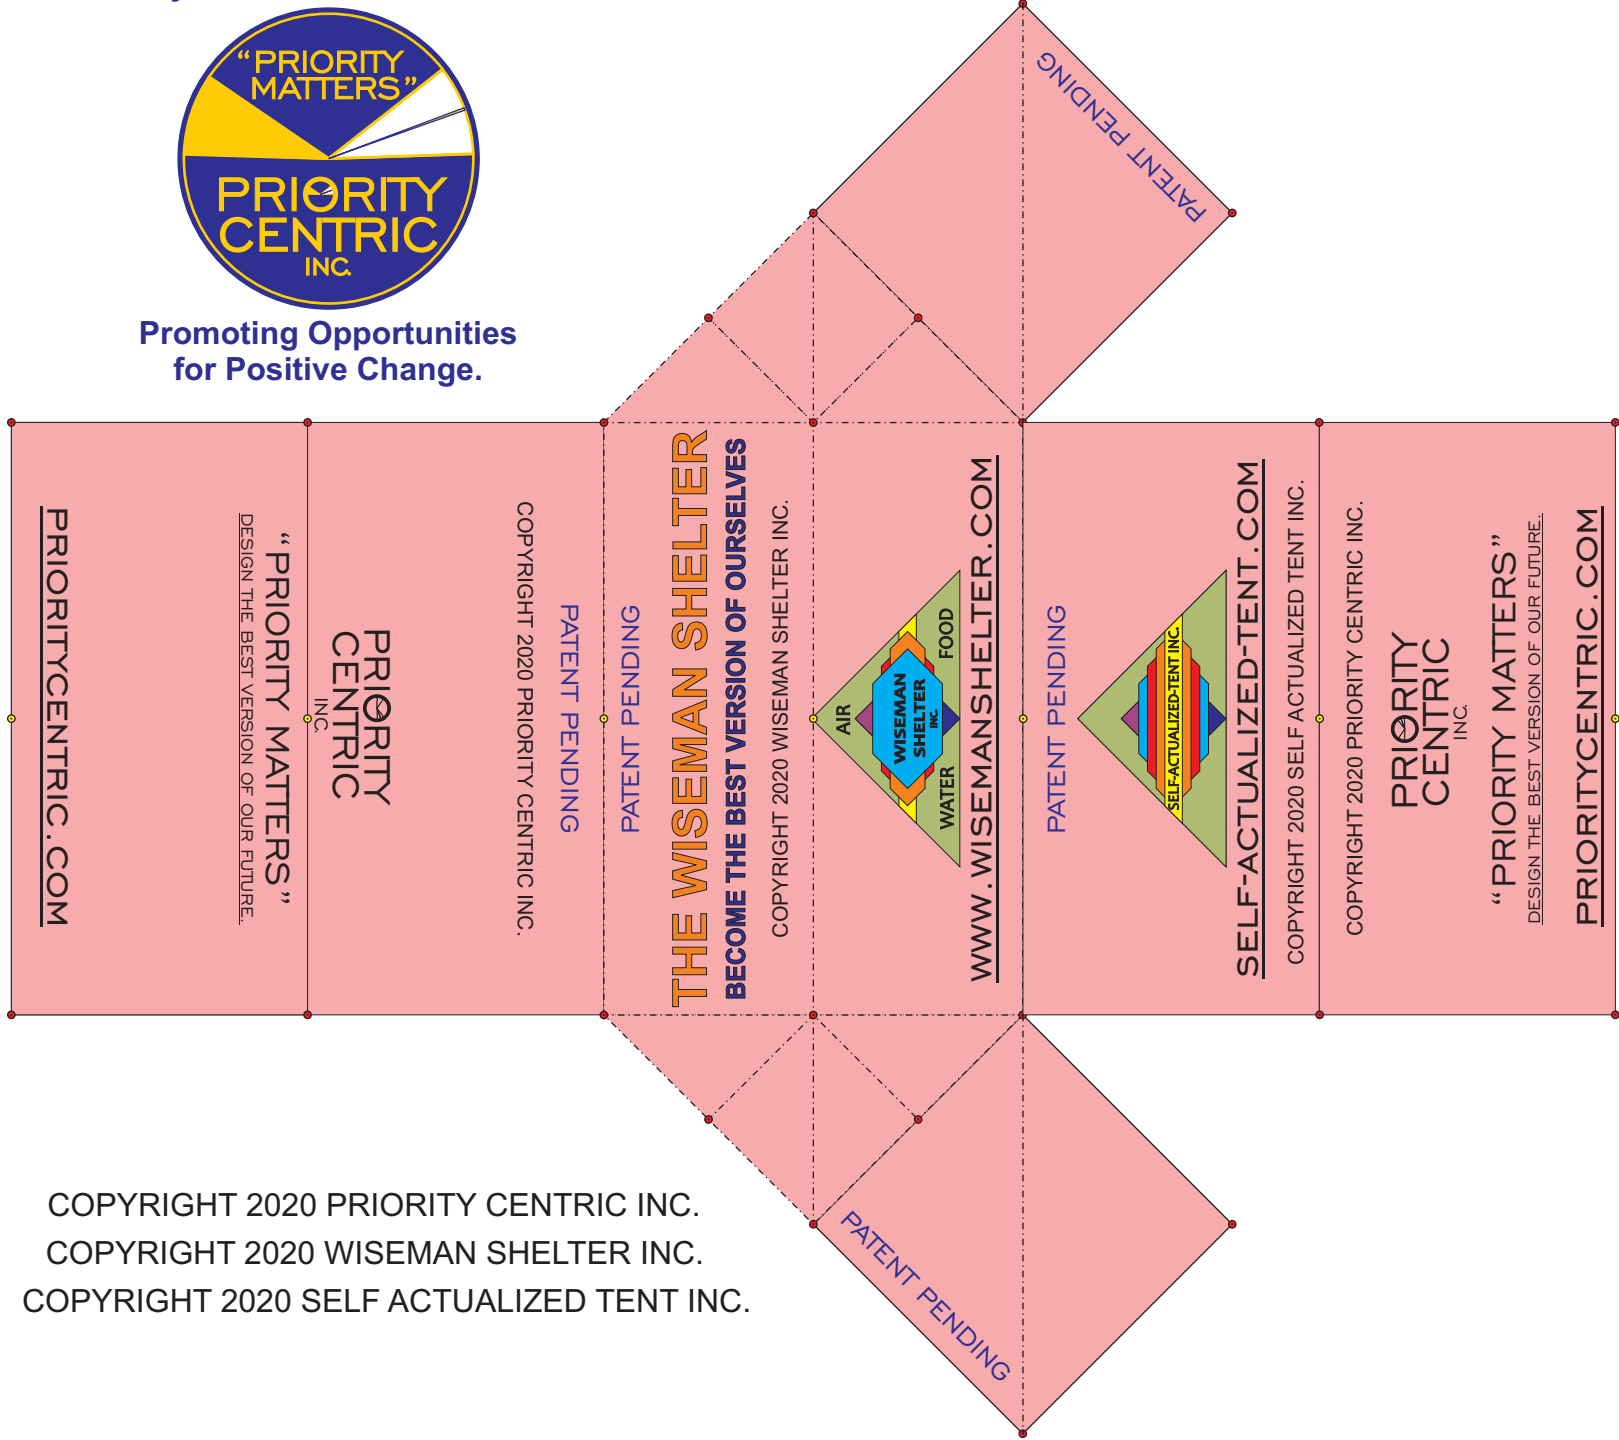 “PRIORITY
MATTERS”
PRIORITY
CENTRIC
INC.
Promoting Opportunities
for Positive Change.
PATENT PENDING
PRIORITYCENTRIC.COM
“PRIORITY MATTERS”
DESIGN THE BEST VERSION OF OUR FUTURE.
PRIORITY
CENTRIC
INC.
COPYRIGHT 2020 PRIORITY CENTRIC INC.
PATENT PENDING
PATENT PENDING
THE WISEMAN SHELTER
BECOME THE BEST VERSION OF OURSELVES
COPYRIGHT 2020 WISEMAN SHELTER INC.
AIR
WISEMAN
SHELTER
INC.
WATER
FOOD
WWW.WISEMANSHELTER.COM
PATENT PENDING
SELF-ACTUALIZED-TENT INC.
SELF-ACTUALIZED-TENT.COM
COPYRIGHT 2020 SELF ACTUALIZED TENT INC.
COPYRIGHT 2020 PRIORITY CENTRIC INC.
PRIORITY
CENTRIC
INC.
“PRIORITY MATTERS”
DESIGN THE BEST VERSION OF OUR FUTURE.
PRIORITYCENTRIC.COM
PATENT PENDING
COPYRIGHT 2020 PRIORITY CENTRIC INC.
COPYRIGHT 2020 WISEMAN SHELTER INC.
COPYRIGHT 2020 SELF ACTUALIZED TENT INC.